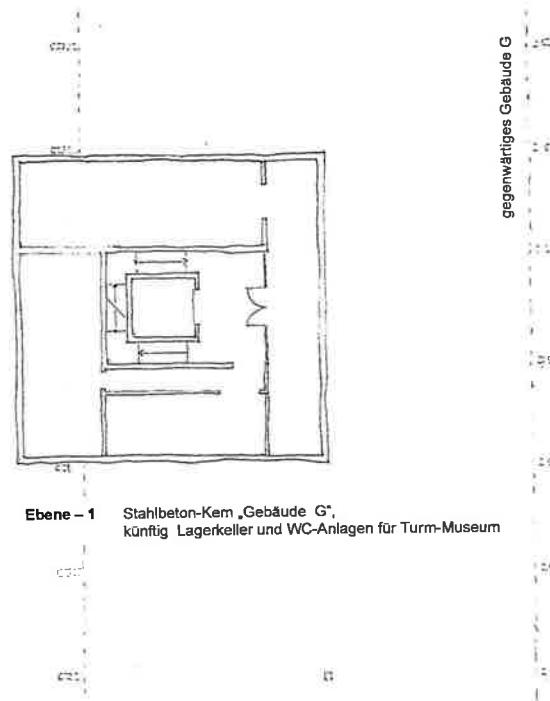 gegenwärtiges Gebäude G
Ebene – 1 Stahlbeton-Kern „Gebäude G",
künftig Lagerkeller und WC-Anlagen für Turm-Museum